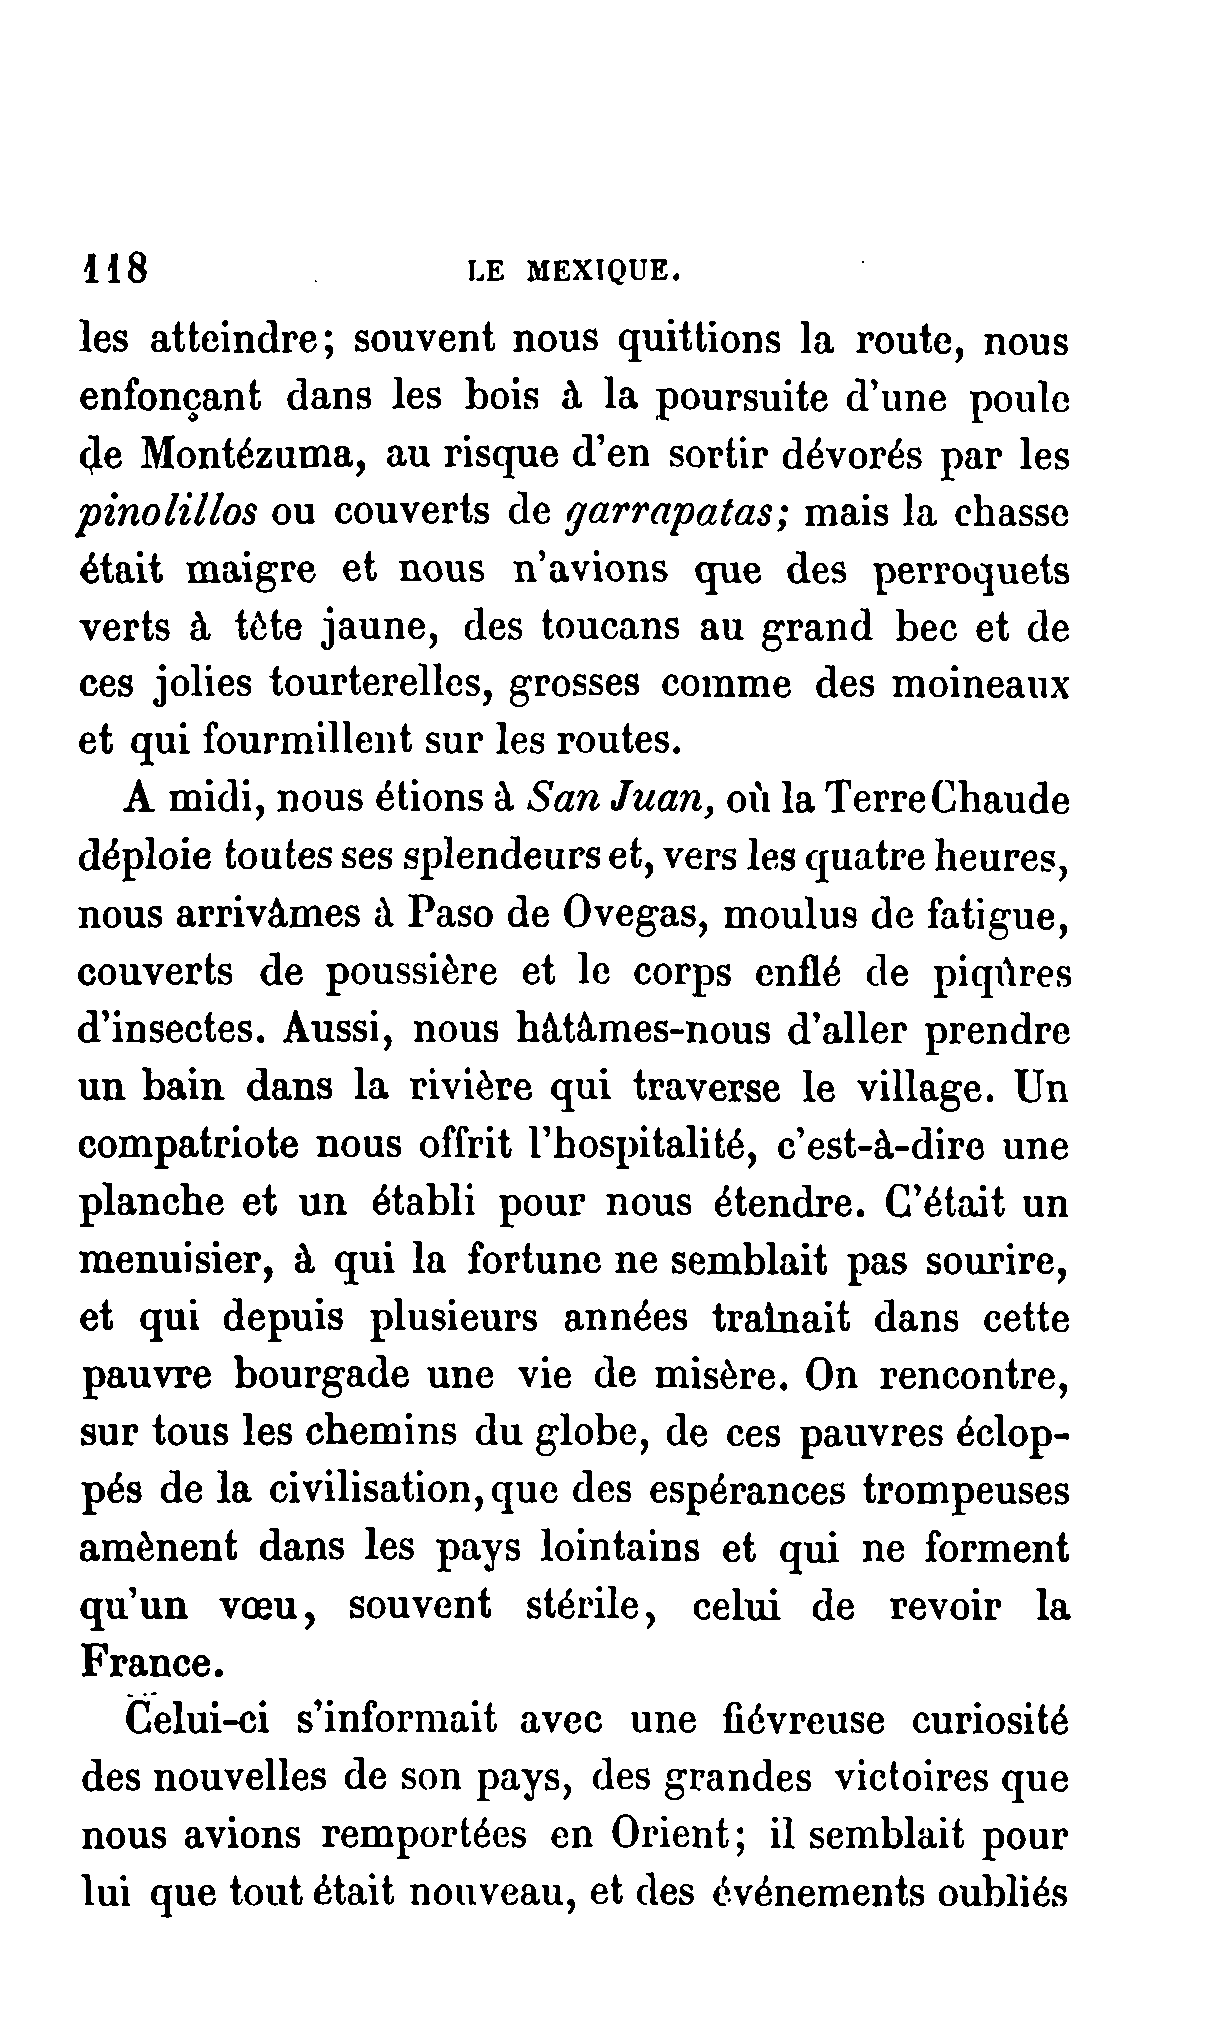 118 LE MEXIQUE.
les atteindre; souvent nous quittions la route, nous
enfonçant dans les bois à la poursuite d'une poule
de Montézuma, au risque d'en sortir dévorés par les
pinolillos ou couverts de garrapatas; mais la chasse
était maigre et nous n'avions que des perroquets
verts à tête jaune, des toucans au grand bec et de
ces jolies tourterelles, grosses comme des moineaux
et qui fourmillent sur les routes.
A midi, nous étions à San Juan, où la Terre Chaude
déploie toutes ses splendeurs et, vers les quatre heures,
nous arrivâmes à Paso de Ovegas, moulus de fatigue,
couverts de poussière et le corps enflé de piqûres
d'insectes. Aussi, nous hâtâmes-nous d'aller prendre
un bain dans la rivière qui traverse le village. Un
compatriote nous offrit l'hospitalité, c'est-à-dire une
planche et un établi pour nous étendre. C'était un
menuisier, à qui la fortune ne semblait pas sourire,
et qui depuis plusieurs années traînait dans cette
pauvre bourgade une vie de misère. On rencontre,
sur tous les chemins du globe, de ces pauvres éclop-
pés de la civilisation, que des espérances trompeuses
amènent dans les pays lointains et qui ne forment
qu'un vœu, souvent stérile, celui de revoir la
France.
Celui-ci s'informait avec une fiévreuse curiosité
des nouvelles de son pays, des grandes victoires que
nous avions remportées en Orient; il semblait pour
lui que tout était nouveau, et des événements oubliés